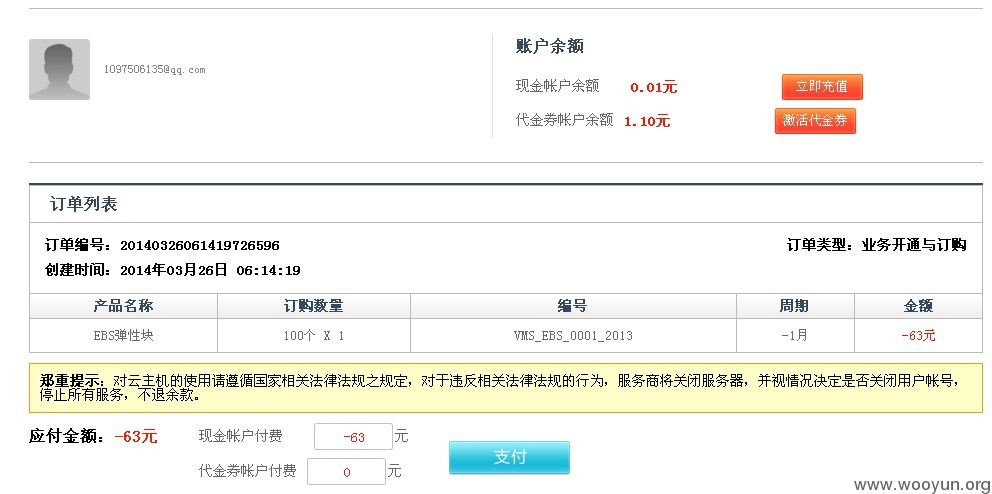 账户余额
1097506135@qq.com
现金帐户余额 0.01元 立即充值
代金券帐户余额 1.10元 激活代金券
订单列表
订单编号：20140326061419726596 订单类型：业务开通与订购
创建时间：2014年03月26日 06:14:19
产品名称 订购数量 编号 周期 金额
EBS弹性块 100个 X 1 VMS_EBS_0001_2013 -1月 -63元
郑重提示：对云主机的使用请遵循国家相关法律法规之规定，对于违反相关法律法规的行为，服务商将关闭服务器，并视情况决定是否关闭用户帐号，
停止所有服务，不退余款。
应付金额：-63元 现金帐户付费 -63 元
支付
代金券帐户付费 0 元
www.wooyun.org